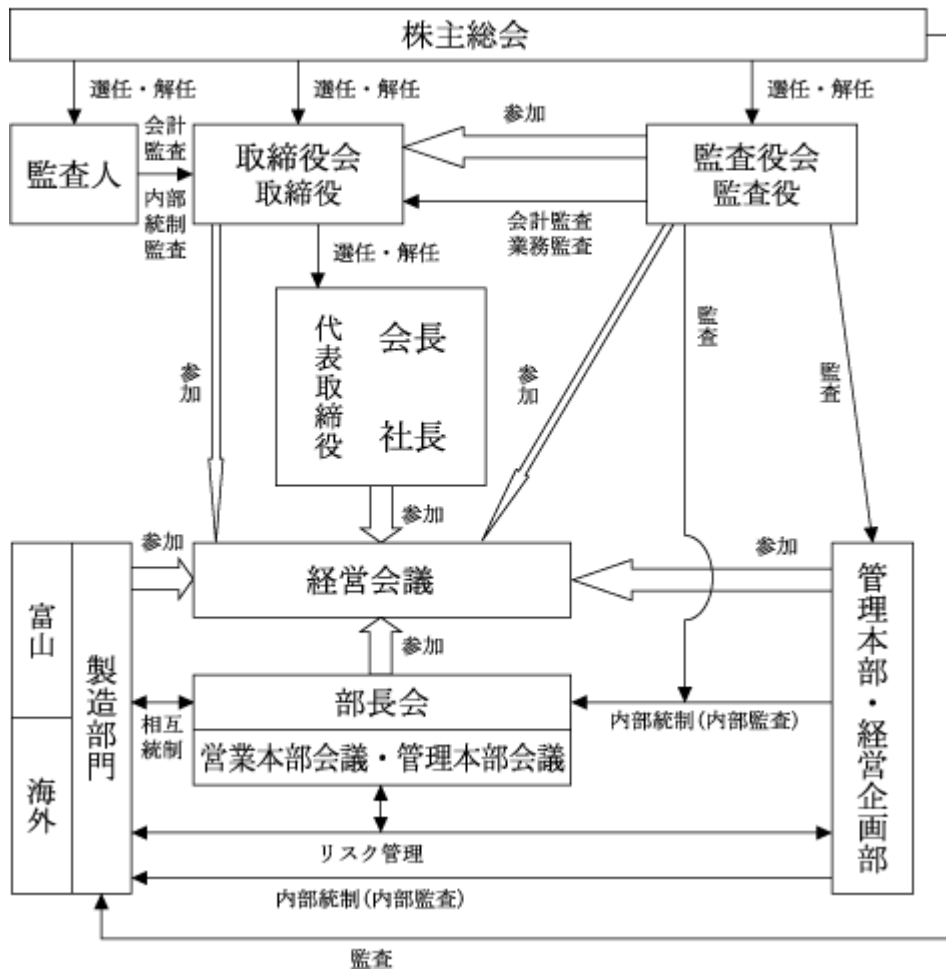 株主総会
選任・解任
選任・解任
選任・解任
監査人
会計
監査
内部
統制
監査
取締役会
取締役
参加
会計監査
業務監査
監査役会
監査役
選任・解任
代表取締役
会長
社長
参加
参加
監査
監査
参加
参加
経営会議
参加
参加
富山
海外
製造部門
相互
統制
部長会
営業本部会議・管理本部会議
内部統制(内部監査)
管理本部・経営企画部
リスク管理
内部統制(内部監査)
監査